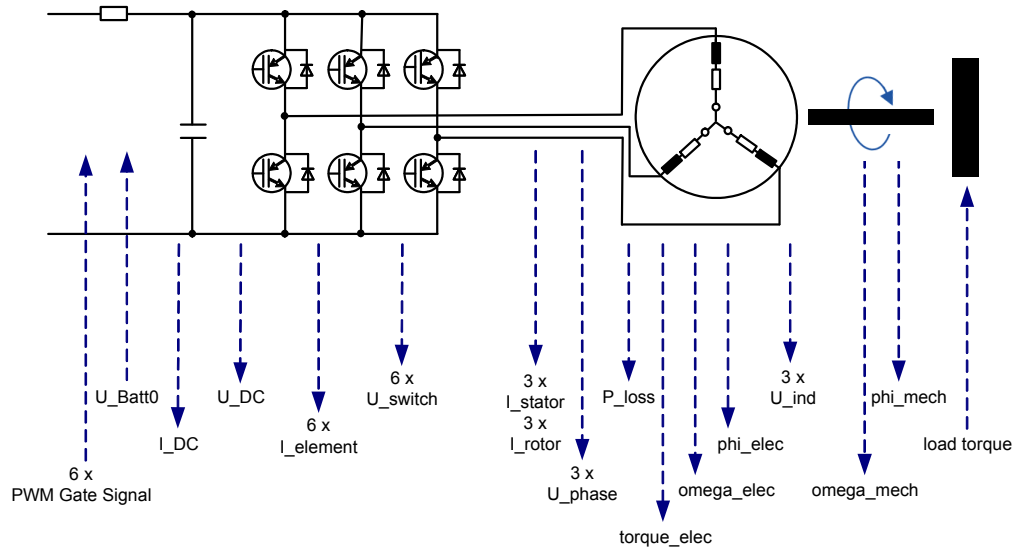 U_Batt0
U_DC
6 x
U_switch
3 x
I_stator
3 x
I_rotor
P_loss
3 x
U_ind
phi_mech
I_DC
6 x
I_element
phi_elec
load torque
6 x
PWM Gate Signal
3 x
U_phase
omega_elec
omega_mech
torque_elec